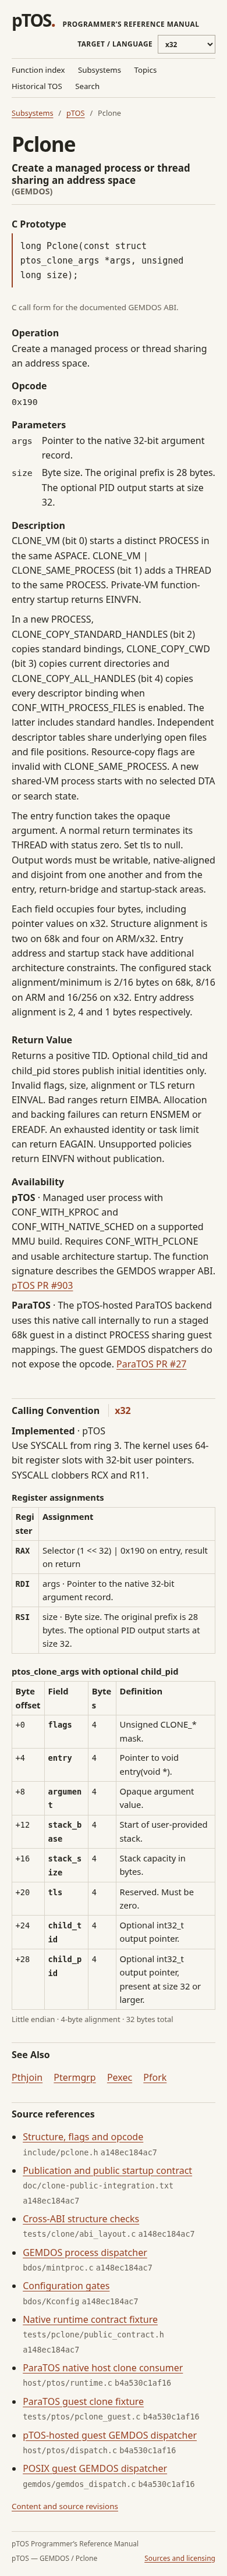 pTOS. PROGRAMMER'S REFERENCE MANUAL
TARGET / LANGUAGE x32
Function index Subsystems Topics
Historical TOS Search
Subsystems / pTOS / Pclone
Pclone
Create a managed process or thread
sharing an address space
(GEMDOS)
C Prototype
long Pclone(const struct
ptos_clone_args *args, unsigned
long size);
C call form for the documented GEMDOS ABI.
Operation
Create a managed process or thread sharing
an address space.
Opcode
0x190
Parameters
args Pointer to the native 32-bit argument
record.
size Byte size. The original prefix is 28 bytes.
The optional PID output starts at size
32.
Description
CLONE_VM (bit 0) starts a distinct PROCESS in
the same ASPACE. CLONE_VM |
CLONE_SAME_PROCESS (bit 1) adds a THREAD
to the same PROCESS. Private-VM function-
entry startup returns EINVFN.
In a new PROCESS,
CLONE_COPY_STANDARD_HANDLES (bit 2)
copies standard bindings, CLONE_COPY_CWD
(bit 3) copies current directories and
CLONE_COPY_ALL_HANDLES (bit 4) copies
every descriptor binding when
CONF_WITH_PROCESS_FILES is enabled. The
latter includes standard handles. Independent
descriptor tables share underlying open files
and file positions. Resource-copy flags are
invalid with CLONE_SAME_PROCESS. A new
shared-VM process starts with no selected DTA
or search state.
The entry function takes the opaque
argument. A normal return terminates its
THREAD with status zero. Set tls to null.
Output words must be writable, native-aligned
and disjoint from one another and from the
entry, return-bridge and startup-stack areas.
Each field occupies four bytes, including
pointer values on x32. Structure alignment is
two on 68k and four on ARM/x32. Entry
address and startup stack have additional
architecture constraints. The configured stack
alignment/minimum is 2/16 bytes on 68k, 8/16
on ARM and 16/256 on x32. Entry address
alignment is 2, 4 and 1 bytes respectively.
Return Value
Returns a positive TID. Optional child_tid and
child_pid stores publish initial identities only.
Invalid flags, size, alignment or TLS return
EINVAL. Bad ranges return EIMBA. Allocation
and backing failures can return ENSMEM or
EREADF. An exhausted identity or task limit
can return EAGAIN. Unsupported policies
return EINVFN without publication.
Availability
pTOS · Managed user process with
CONF_WITH_KPROC and
CONF_WITH_NATIVE_SCHED on a supported
MMU build. Requires CONF_WITH_PCLONE
and usable architecture startup. The function
signature describes the GEMDOS wrapper ABI.
pTOS PR #903
ParaTOS · The pTOS-hosted ParaTOS backend
uses this native call internally to run a staged
68k guest in a distinct PROCESS sharing guest
mappings. The guest GEMDOS dispatchers do
not expose the opcode. ParaTOS PR #27
Calling Convention x32
Implemented · pTOS
Use SYSCALL from ring 3. The kernel uses 64-
bit register slots with 32-bit user pointers.
SYSCALL clobbers RCX and R11.
Register assignments
Regi Assignment
ster
RAX Selector (1 << 32) | 0x190 on entry, result
on return
RDI args · Pointer to the native 32-bit
argument record.
RSI size · Byte size. The original prefix is 28
bytes. The optional PID output starts at
size 32.
ptos_clone_args with optional child_pid
Byte Field Byte Definition
offset s
+0 flags 4 Unsigned CLONE_*
mask.
+4 entry 4 Pointer to void
entry(void *).
+8 argumen 4 Opaque argument
t value.
+12 stack_b 4 Start of user-provided
ase stack.
+16 stack_s 4 Stack capacity in
ize bytes.
+20 tls 4 Reserved. Must be
zero.
+24 child_t 4 Optional int32_t
id output pointer.
+28 child_p 4 Optional int32_t
id output pointer,
present at size 32 or
larger.
Little endian · 4-byte alignment · 32 bytes total
See Also
Pthjoin Ptermgrp Pexec Pfork
Source references
Structure, flags and opcode
include/pclone.h a148ec184ac7
Publication and public startup contract
doc/clone-public-integration.txt
a148ec184ac7
Cross-ABI structure checks
tests/clone/abi_layout.c a148ec184ac7
GEMDOS process dispatcher
bdos/mintproc.c a148ec184ac7
Configuration gates
bdos/Kconfig a148ec184ac7
Native runtime contract fixture
tests/pclone/public_contract.h
a148ec184ac7
ParaTOS native host clone consumer
host/ptos/runtime.c b4a530c1af16
ParaTOS guest clone fixture
tests/ptos/pclone_guest.c b4a530c1af16
pTOS-hosted guest GEMDOS dispatcher
host/ptos/dispatch.c b4a530c1af16
POSIX guest GEMDOS dispatcher
gemdos/gemdos_dispatch.c b4a530c1af16
Content and source revisions
pTOS Programmer's Reference Manual
pTOS — GEMDOS / Pclone Sources and licensing